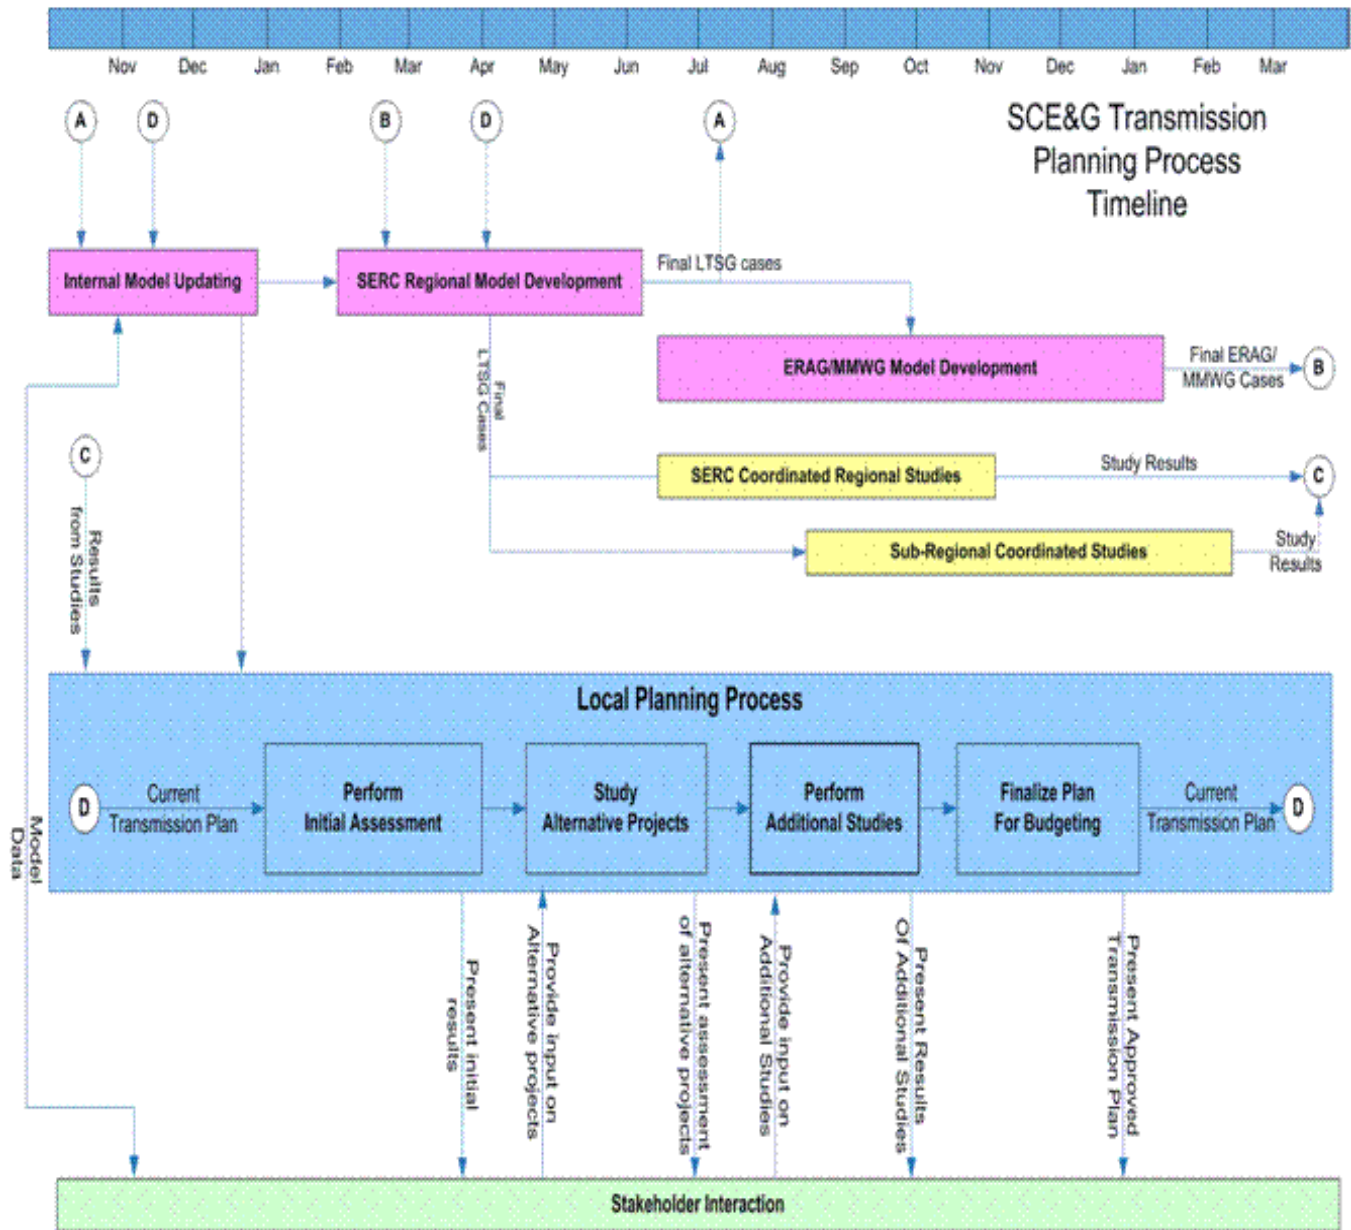 Nov Dec Jan Feb Mar Apr May Jun Jul Aug Sep Oct Nov Dec Jan Feb Mar
SCE&G Transmission
Planning Process
Timeline
A
D
B
D
A
Internal Model Updating
SERC Regional Model Development
Final LTSG cases
ERAG/MMWG Model Development
Final ERAG/
MMWG Cases
B
Final
LTSG Cases
C
SERC Coordinated Regional Studies
Study Results
C
Sub-Regional Coordinated Studies
Study
Results
Results
from Studies
Local Planning Process
D
Current
Transmission Plan
Perform
Initial Assessment
Study
Alternative Projects
Perform
Additional Studies
Finalize Plan
For Budgeting
Current
Transmission Plan
D
Model
Data
Present initial
results
Provide input on
Alternative projects
Present assessment
of alternative projects
Provide input on
Additional Studies
Present Results
Of Additional Studies
Present Approved
Transmission Plan
Stakeholder Interaction